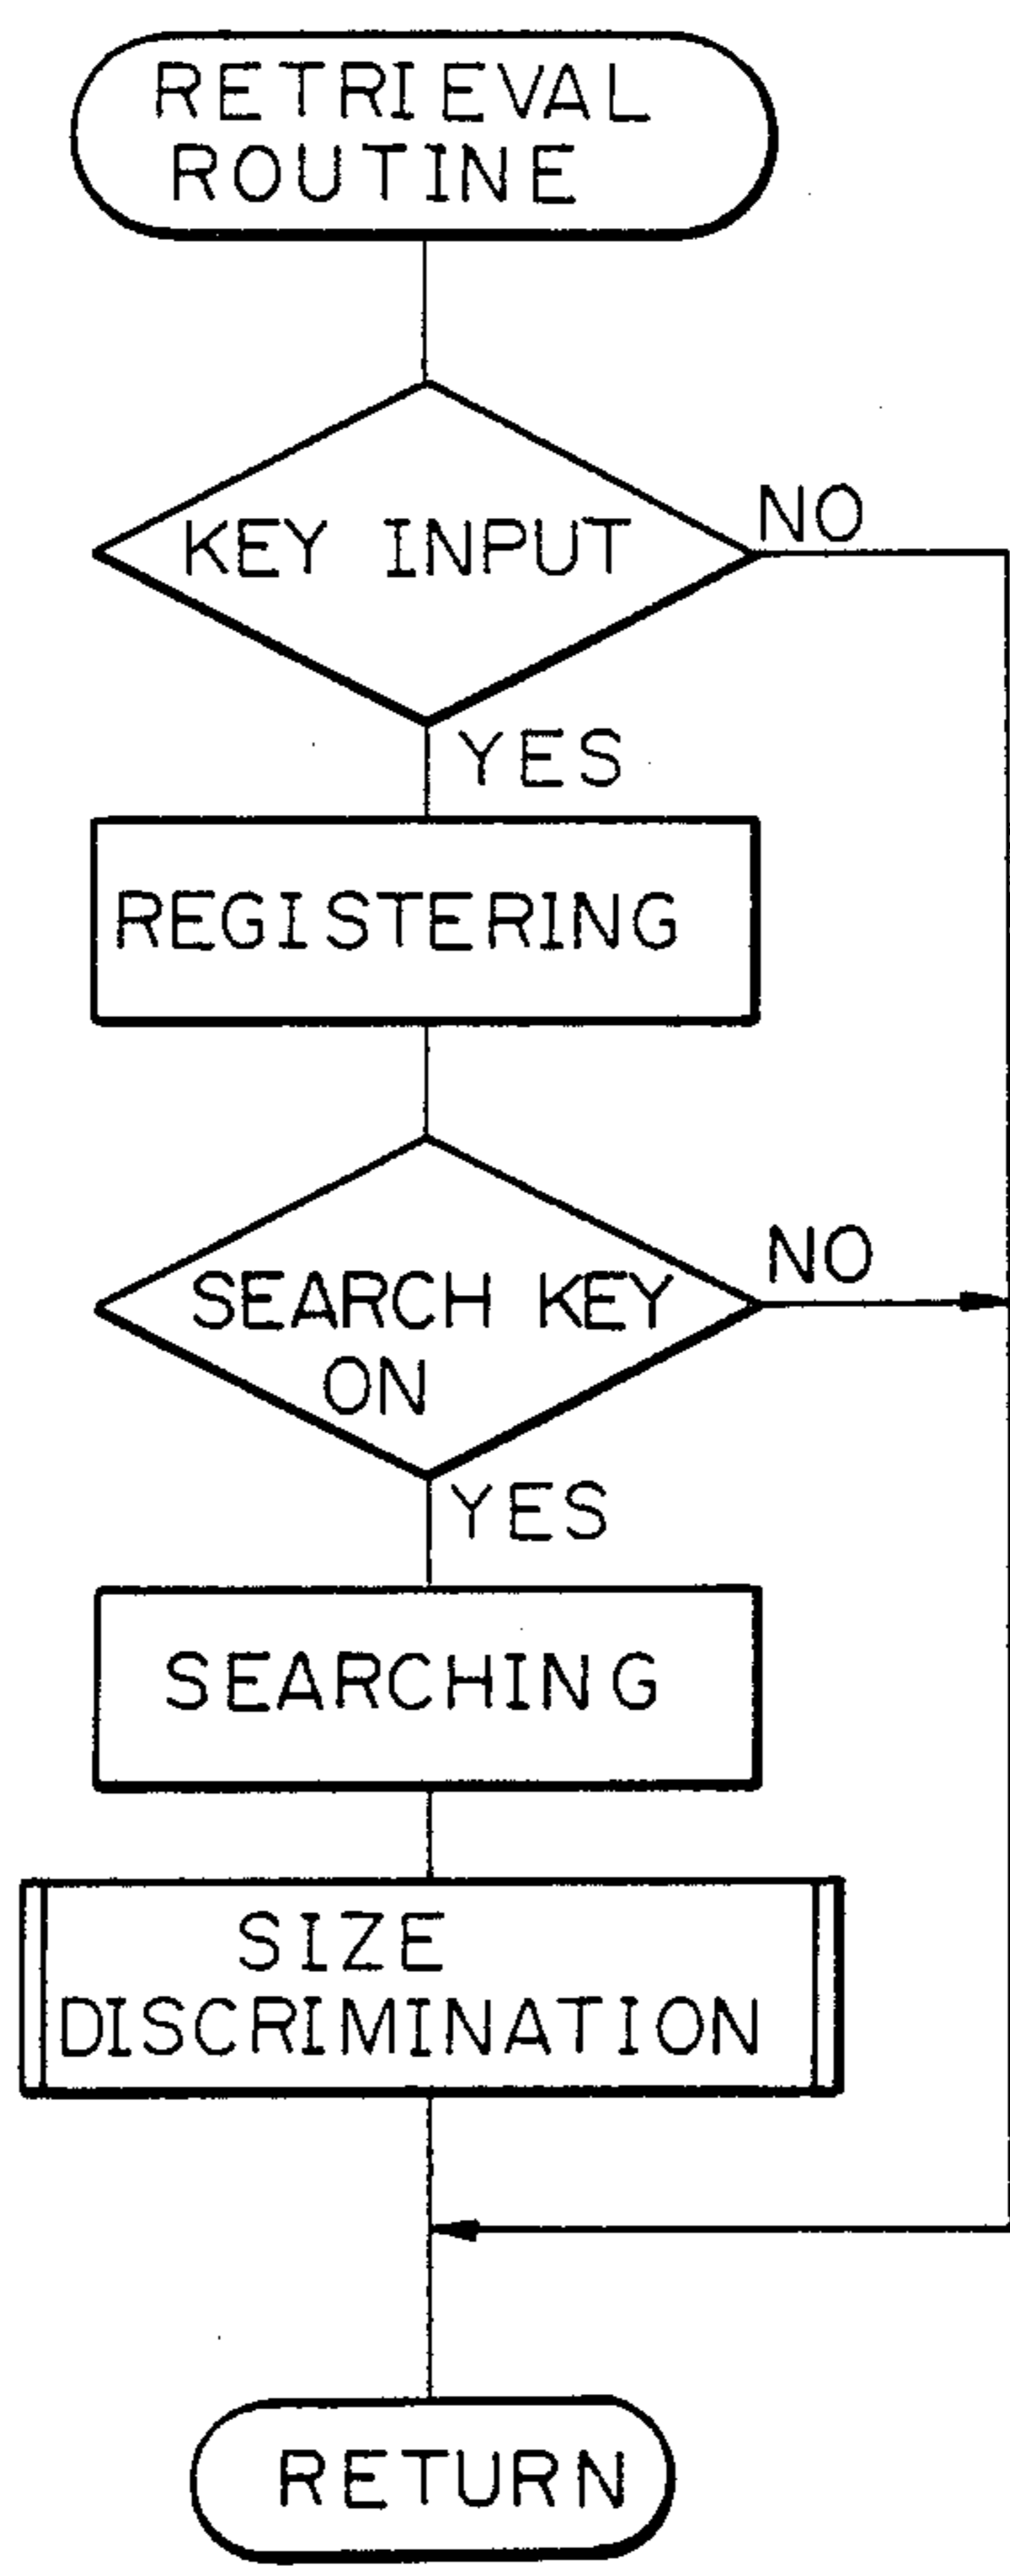 RETRIEVAL
ROUTINE
KEY INPUT
NO
YES
REGISTERING
SEARCH KEY
ON
NO
YES
SEARCHING
SIZE
DISCRIMINATION
RETURN